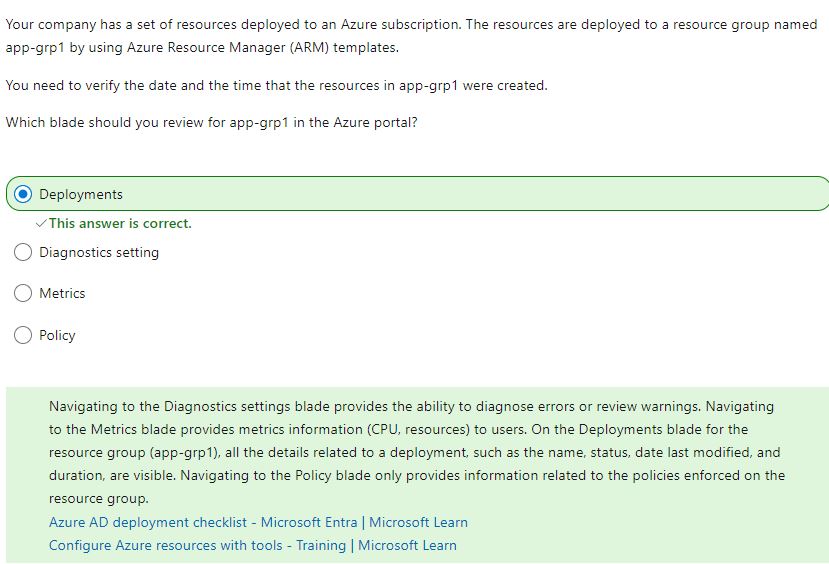 Your company has a set of resources deployed to an Azure subscription. The resources are deployed to a resource group named
app-grp1 by using Azure Resource Manager (ARM) templates.
You need to verify the date and the time that the resources in app-grp1 were created.
Which blade should you review for app-grp1 in the Azure portal?
Deployments
This answer is correct.
Diagnostics setting
Metrics
Policy
Navigating to the Diagnostics settings blade provides the ability to diagnose errors or review warnings. Navigating
to the Metrics blade provides metrics information (CPU, resources) to users. On the Deployments blade for the
resource group (app-grp1), all the details related to a deployment, such as the name, status, date last modified, and
duration, are visible. Navigating to the Policy blade only provides information related to the policies enforced on the
resource group.
Azure AD deployment checklist - Microsoft Entra | Microsoft Learn
Configure Azure resources with tools - Training | Microsoft Learn